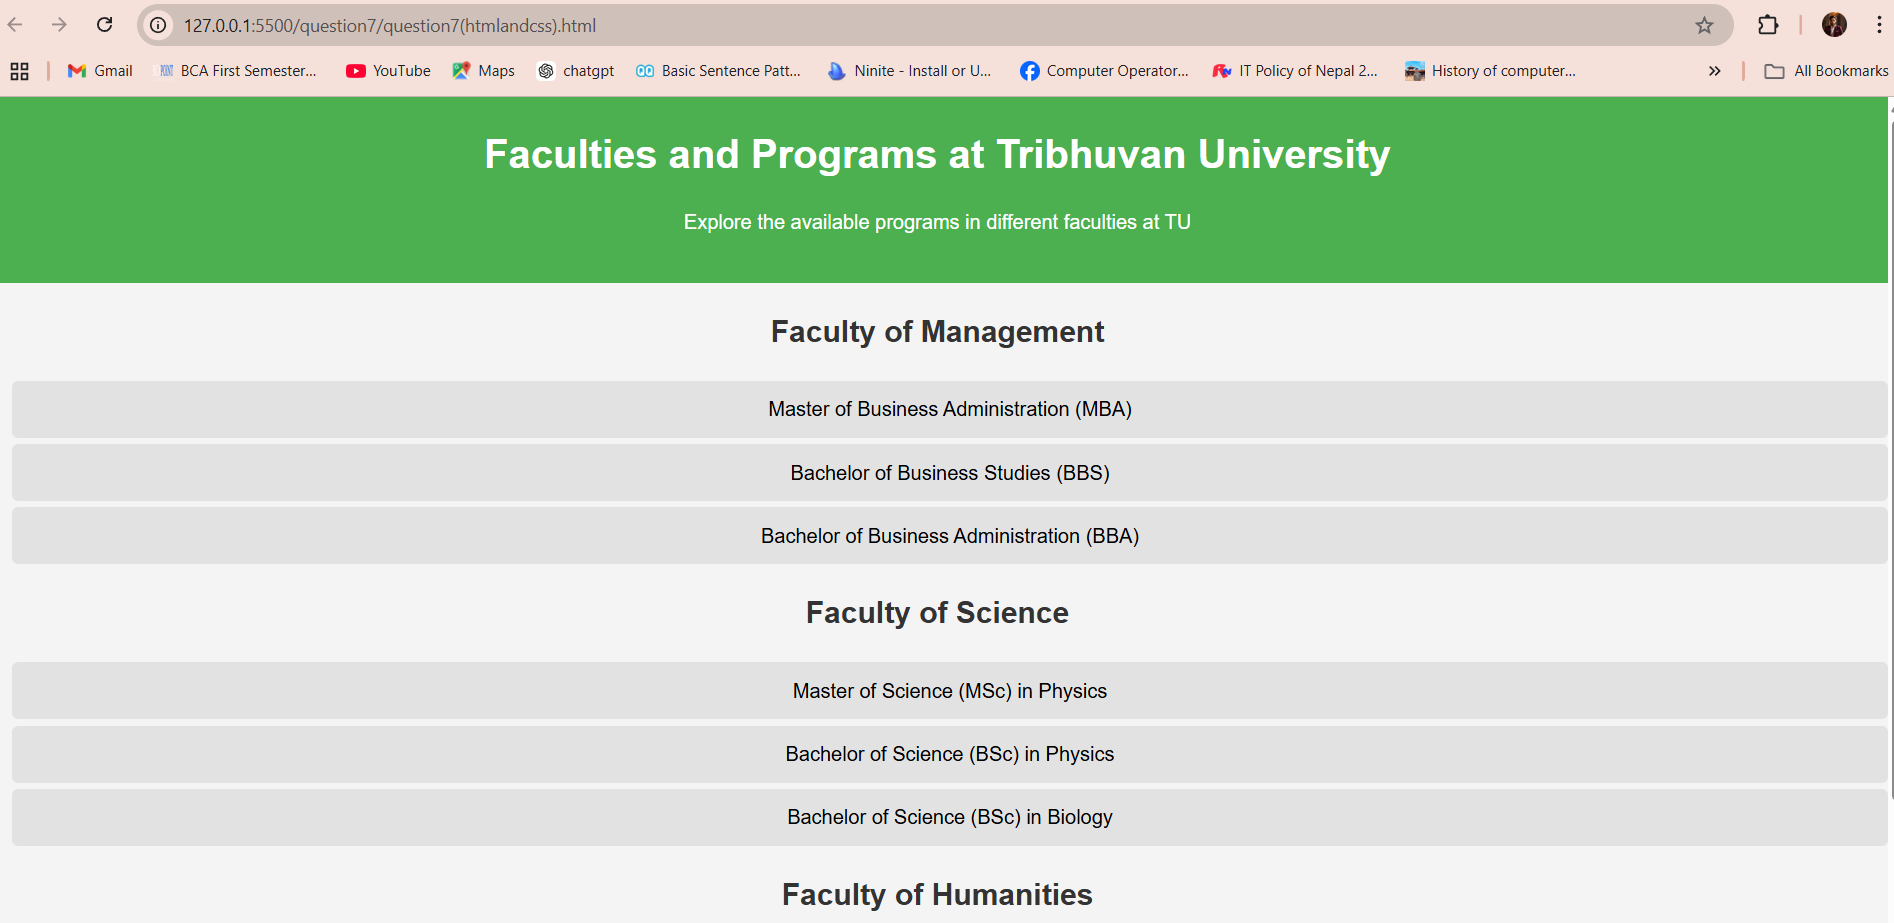 127.0.0.1:5500/question7/question7(htmlandcss).html
Gmail BCA First Semester... YouTube Maps chatgpt Basic Sentence Patt... Ninite - Install or U... Computer Operator... IT Policy of Nepal 2... History of computer... » All Bookmarks
Faculties and Programs at Tribhuvan University
Explore the available programs in different faculties at TU
Faculty of Management
Master of Business Administration (MBA)
Bachelor of Business Studies (BBS)
Bachelor of Business Administration (BBA)
Faculty of Science
Master of Science (MSc) in Physics
Bachelor of Science (BSc) in Physics
Bachelor of Science (BSc) in Biology
Faculty of Humanities